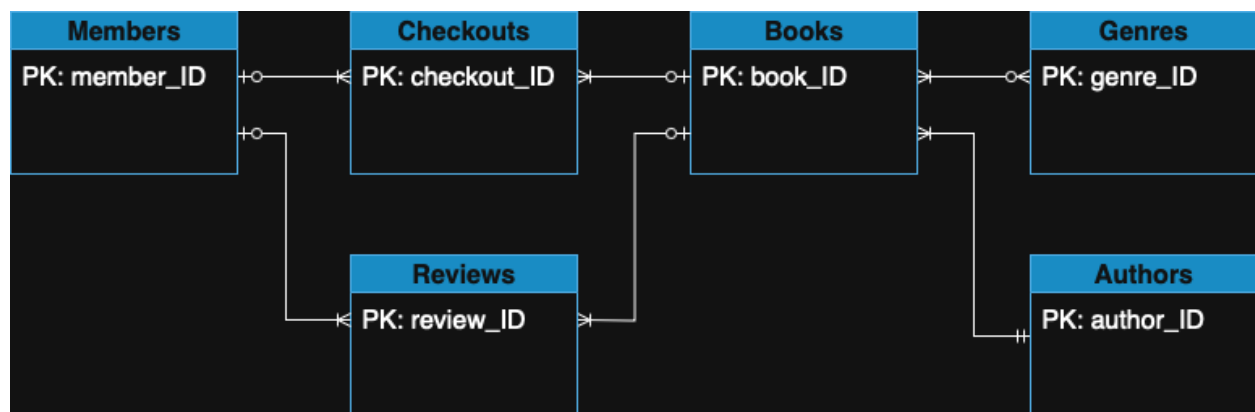 Members
PK: member_ID
Checkouts
PK: checkout_ID
Books
PK: book_ID
Genres
PK: genre_ID
Reviews
PK: review_ID
Authors
PK: author_ID